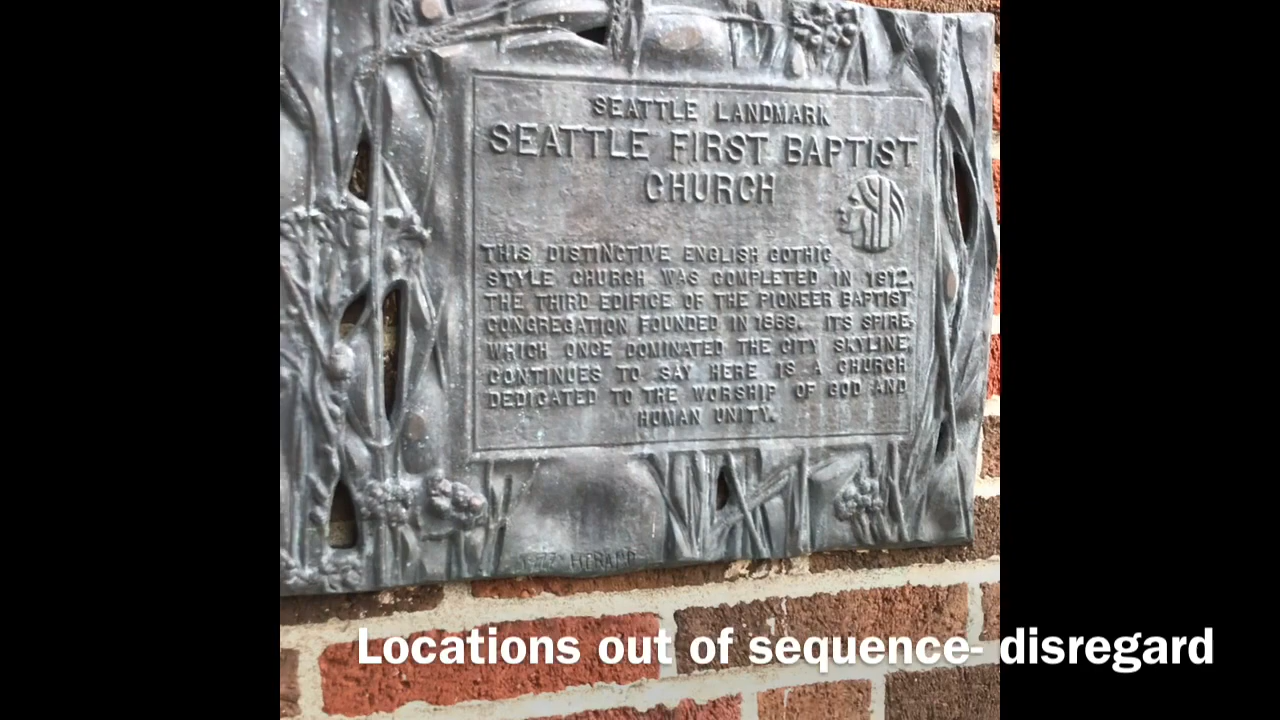 SEATTLE LANDMARK
SEATTLE FIRST BAPTIST
CHURCH
THIS DISTINCTIVE ENGLISH GOTHIC
STYLE CHURCH WAS COMPLETED IN 1912,
THE THIRD EDIFICE OF THE PIONEER BAPTIST
CONGREGATION FOUNDED IN 1869. ITS SPIRE,
WHICH ONCE DOMINATED THE CITY SKYLINE,
CONTINUES TO SAY HERE IS A CHURCH
DEDICATED TO THE WORSHIP OF GOD AND
HUMAN UNITY.
Locations out of sequence- disregard